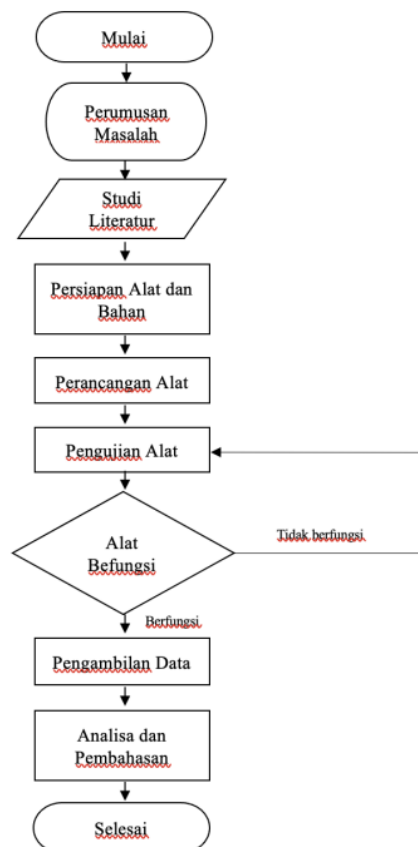 Mulai
Perumusan
Masalah
Studi
Literatur
Persiapan Alat dan
Bahan
Perancangan Alat
Pengujian Alat
Alat
Befungsi
Tidak berfungsi
Berfungsi
Pengambilan Data
Analisa dan
Pembahasan
Selesai